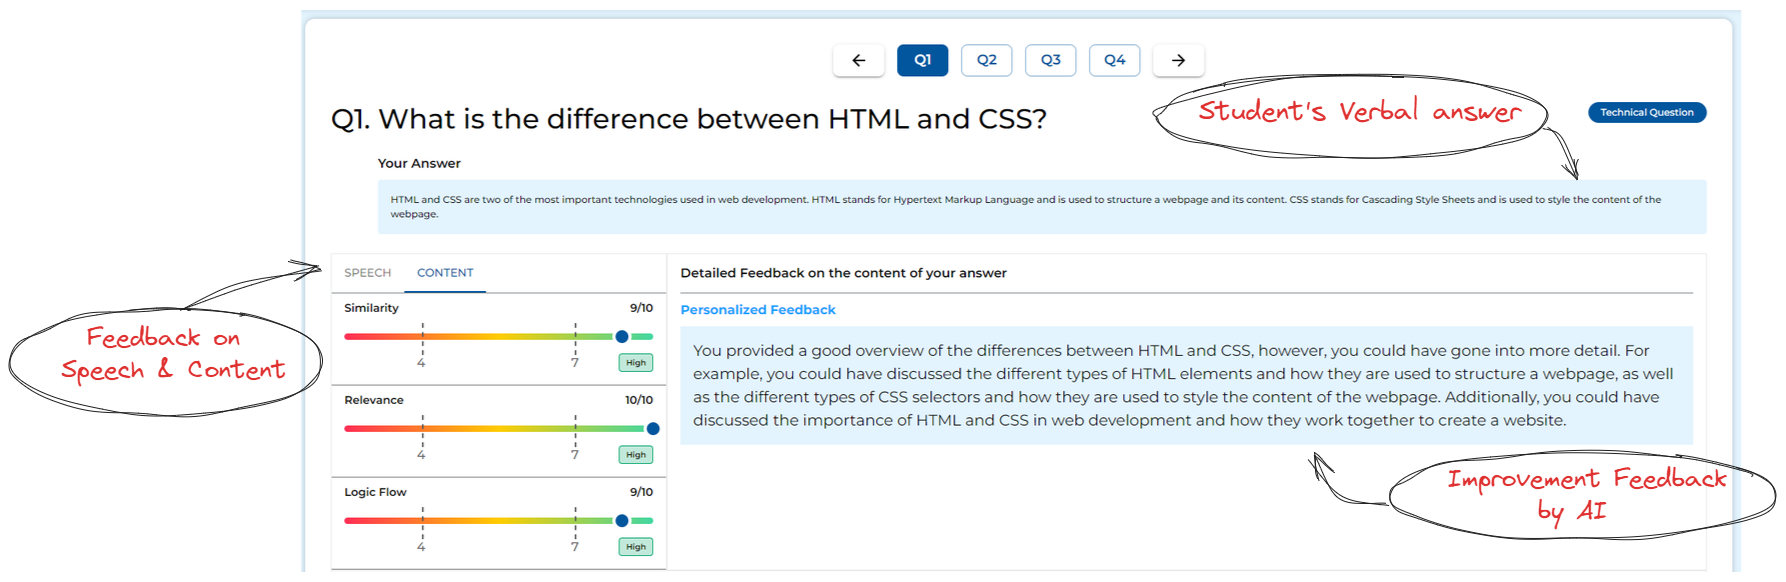 ← Q1 Q2 Q3 Q4 →
Q1. What is the difference between HTML and CSS?
Student's Verbal answer
Technical Question
Your Answer
HTML and CSS are two of the most important technologies used in web development. HTML stands for Hypertext Markup Language and is used to structure a webpage and its content. CSS stands for Cascading Style Sheets and is used to style the content of the
webpage.
Feedback on
Speech & Content
SPEECH CONTENT
Similarity 9/10
4 7 High
Relevance 10/10
4 7 High
Logic Flow 9/10
4 7 High
Detailed Feedback on the content of your answer
Personalized Feedback
You provided a good overview of the differences between HTML and CSS, however, you could have gone into more detail. For
example, you could have discussed the different types of HTML elements and how they are used to structure a webpage, as well
as the different types of CSS selectors and how they are used to style the content of the webpage. Additionally, you could have
discussed the importance of HTML and CSS in web development and how they work together to create a website.
Improvement Feedback
by AI